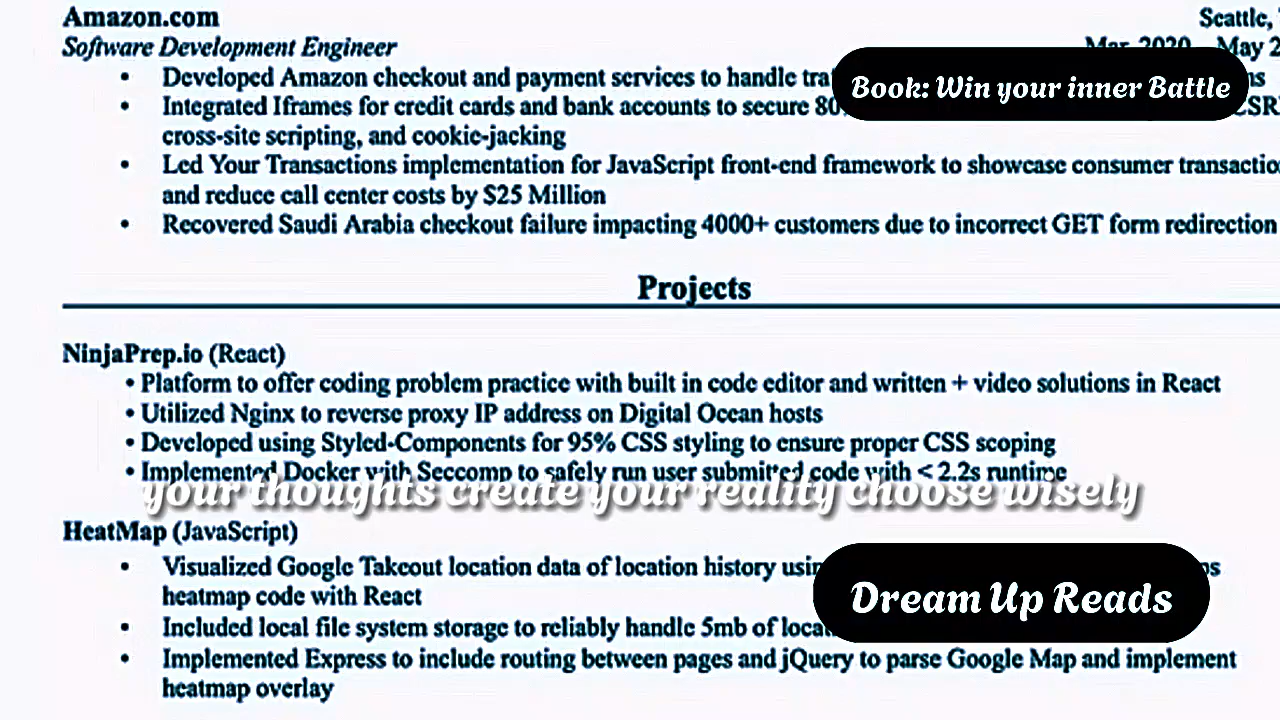 Amazon.com Seattle,
Software Development Engineer Mar. 2020 May 2
Developed Amazon checkout and payment services to handle
Book: Win your inner Battle
Integrated Iframes for credit cards and bank accounts to secure
cross-site scripting, and cookie-jacking
Led Your Transactions implementation for JavaScript front-end framework to showcase consumer
and reduce call center costs by $25 Million
Recovered Saudi Arabia checkout failure impacting 4000+ customers due to incorrect GET form redirection
Projects
NinjaPrep.io (React)
• Platform to offer coding problem practice with built in code editor and written + video solutions in React
• Utilized Nginx to reverse proxy IP address on Digital Ocean hosts
• Developed using Styled-Components for 95% CSS styling to ensure proper CSS scoping
• Implemented Docker with Seccomp to safely run user submitted code with < 2.2s runtime
your thoughts create your reality choose wisely
HeatMap (JavaScript)
Visualized Google Takeout location data of location history
heatmap code with React
Dream Up Reads
Included local file system storage to reliably handle 5mb of
Implemented Express to include routing between pages and jQuery to parse Google Map and implement
heatmap overlay